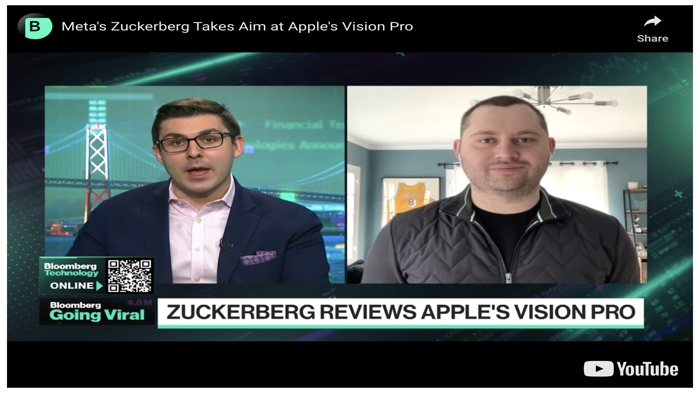 B
Meta's Zuckerberg Takes Aim at Apple's Vision Pro
Share
Financial Te
logies Annou
8
Bloomberg
Technology
ONLINE
Bloomberg 4.8M
Going Viral
ZUCKERBERG REVIEWS APPLE'S VISION PRO
YouTube